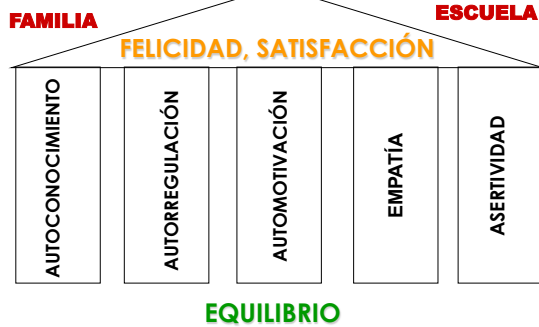 FAMILIA
ESCUELA
FELICIDAD, SATISFACCIÓN
AUTOCONOCIMIENTO
AUTORREGULACIÓN
AUTOMOTIVACIÓN
EMPATÍA
ASERTIVIDAD
EQUILIBRIO